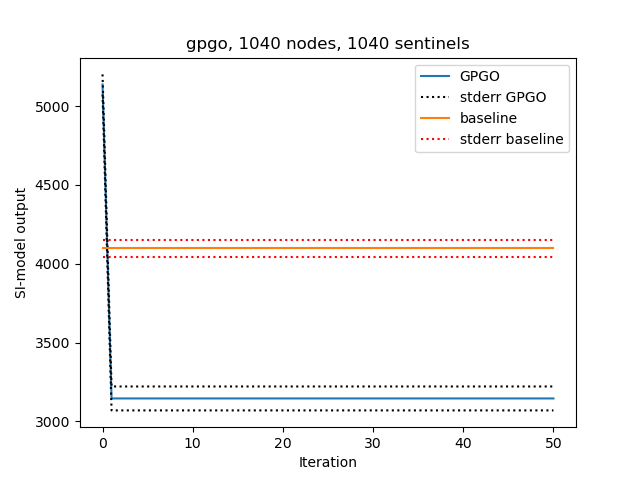 gpgo, 1040 nodes, 1040 sentinels
GPGO
stderr GPGO
baseline
stderr baseline
SI-model output
5000
4500
4000
3500
3000
0 10 20 30 40 50
Iteration